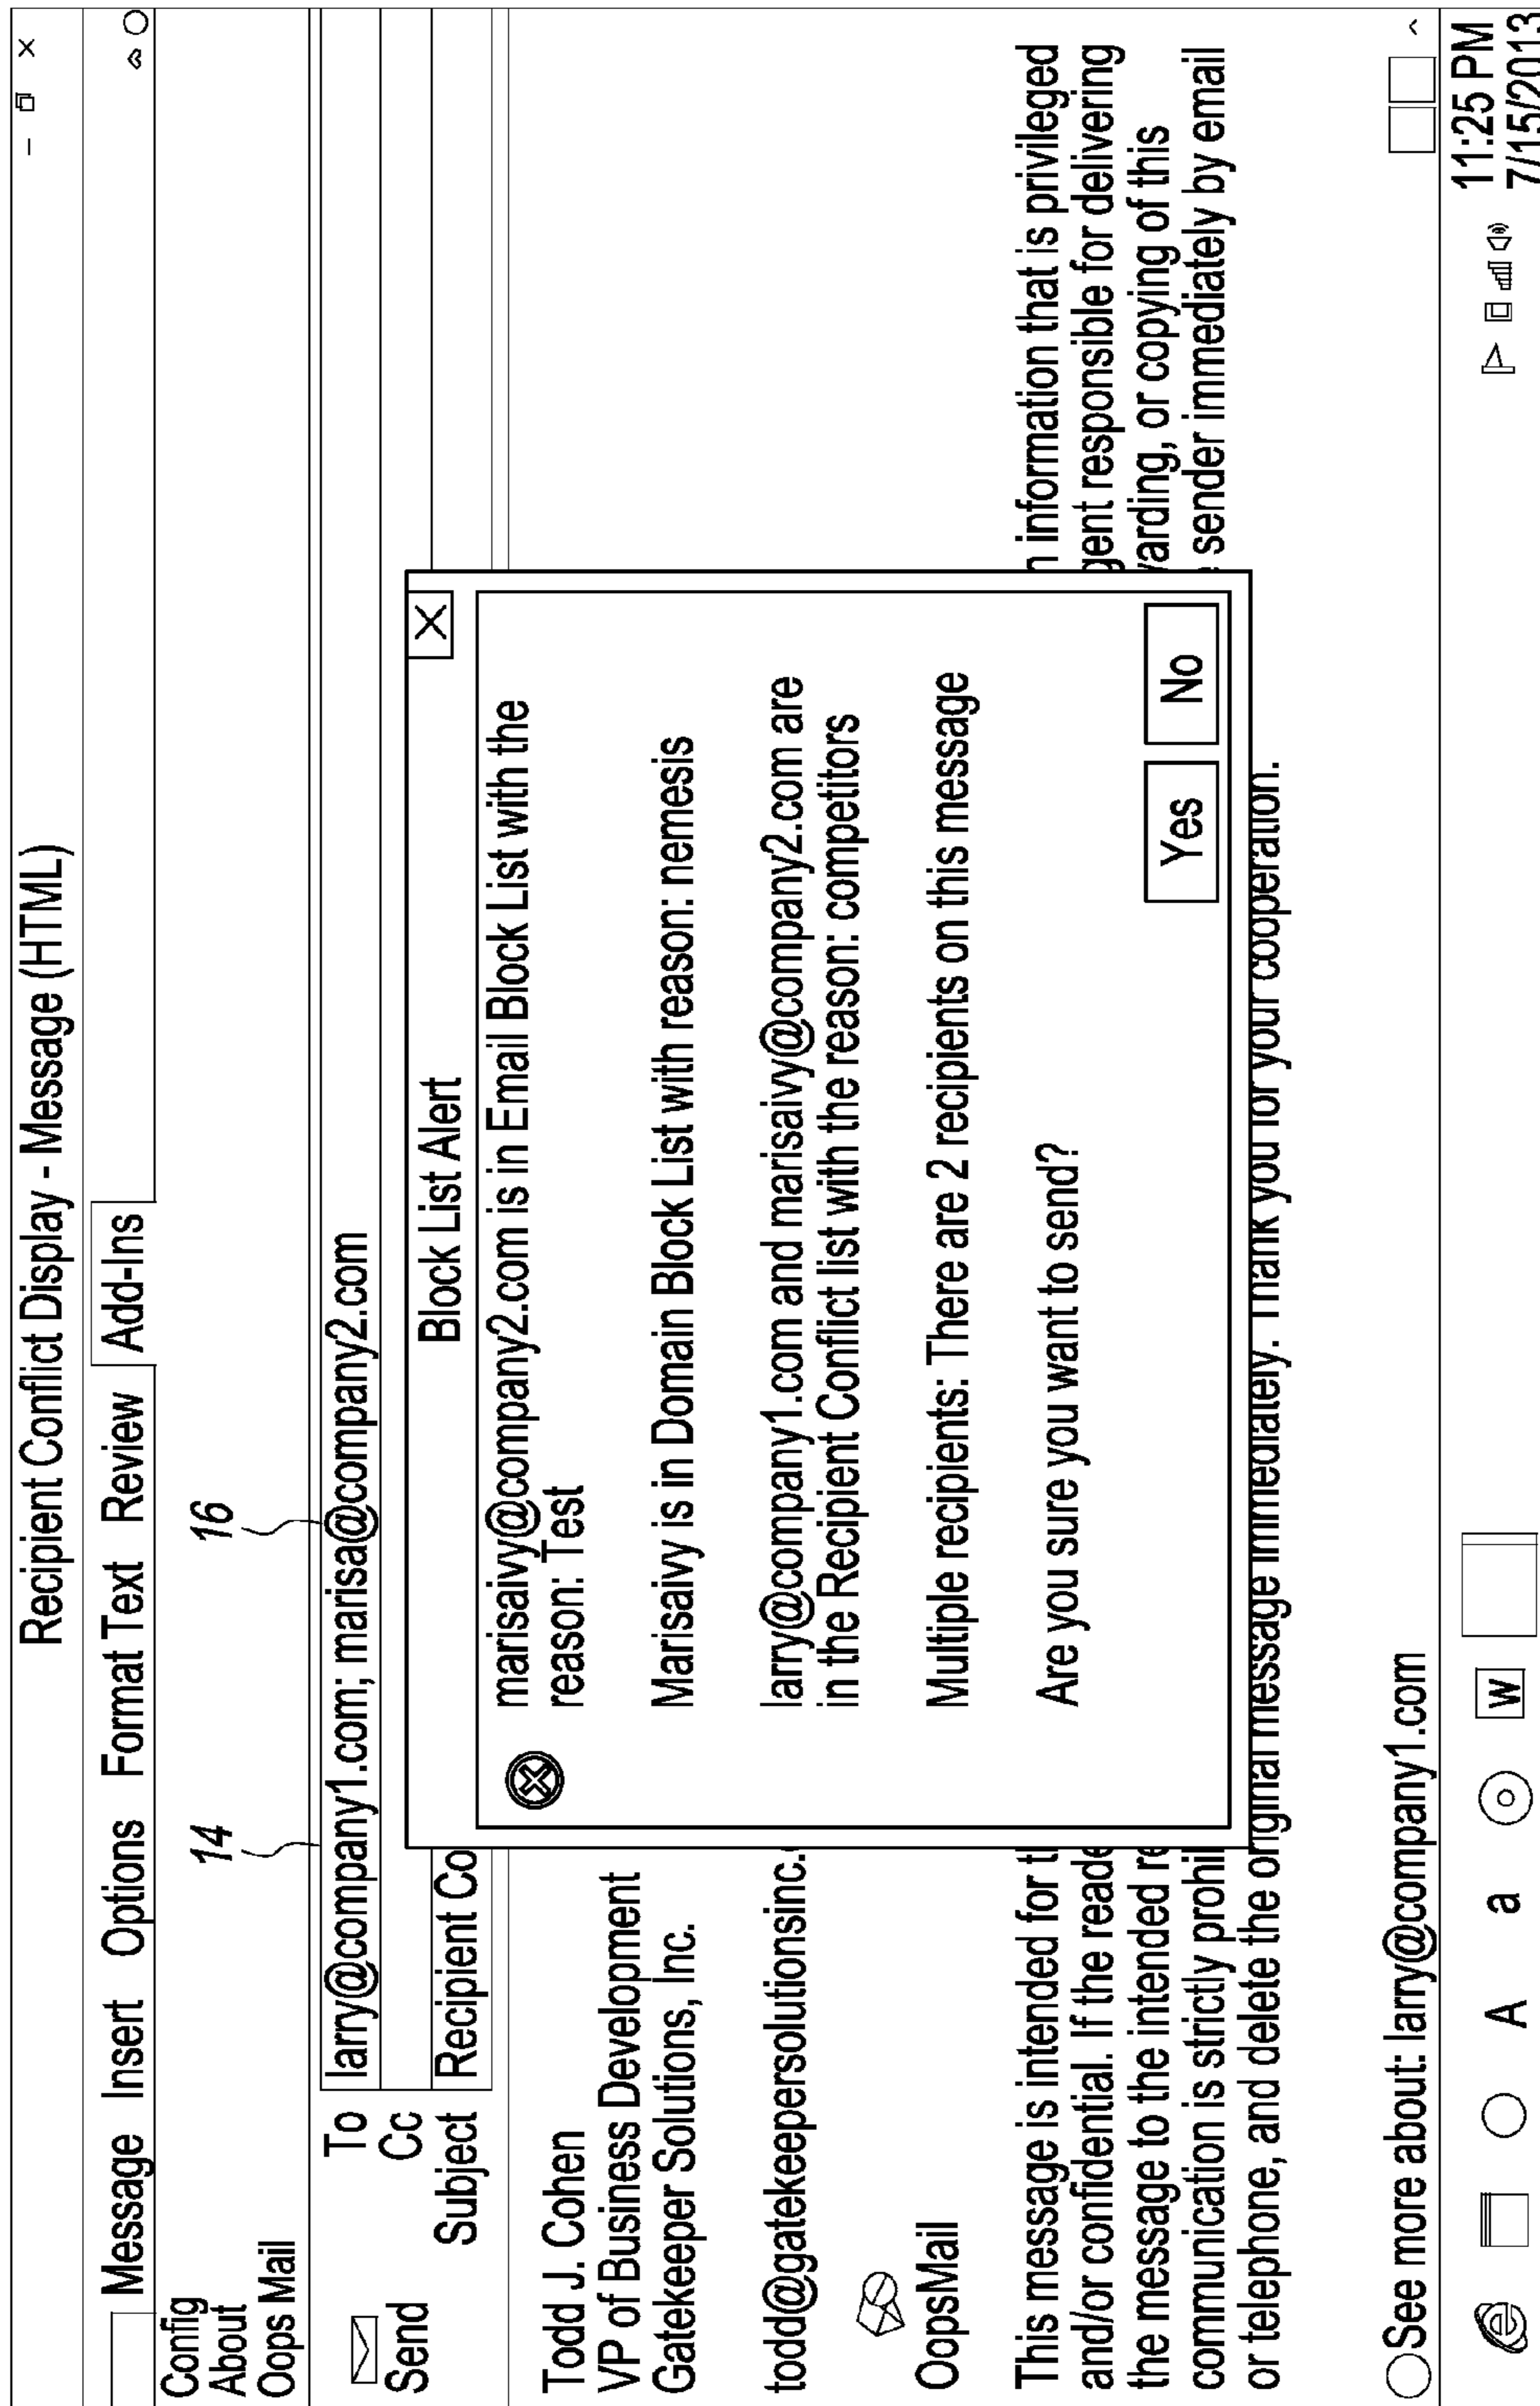 Recipient Conflict Display - Message (HTML)
Message Insert Options Format Text Review Add-Ins
Config
About
Oops Mail
14
16
Send
To larry@company1.com; marisa@company2.com
Cc
Subject Recipient Co
Block List Alert
marisaivy@company2.com is in Email Block List with the
reason: Test
Marisaivy is in Domain Block List with reason: nemesis
larry@company1.com and marisaivy@company2.com are
in the Recipient Conflict list with the reason: competitors
Multiple recipients: There are 2 recipients on this message
Are you sure you want to send?
Yes No
Todd J. Cohen
VP of Business Development
Gatekeeper Solutions, Inc.
todd@gatekeepersolutionsinc.
OopsMail
This message is intended for t information that is privileged
and/or confidential. If the reade gent responsible for delivering
the message to the intended re arding, or copying of this
communication is strictly prohi sender immediately by email
or telephone, and delete the original message immediately. Thank you for your cooperation.
See more about: larry@company1.com
e A a W
11:25 PM
7/15/2013